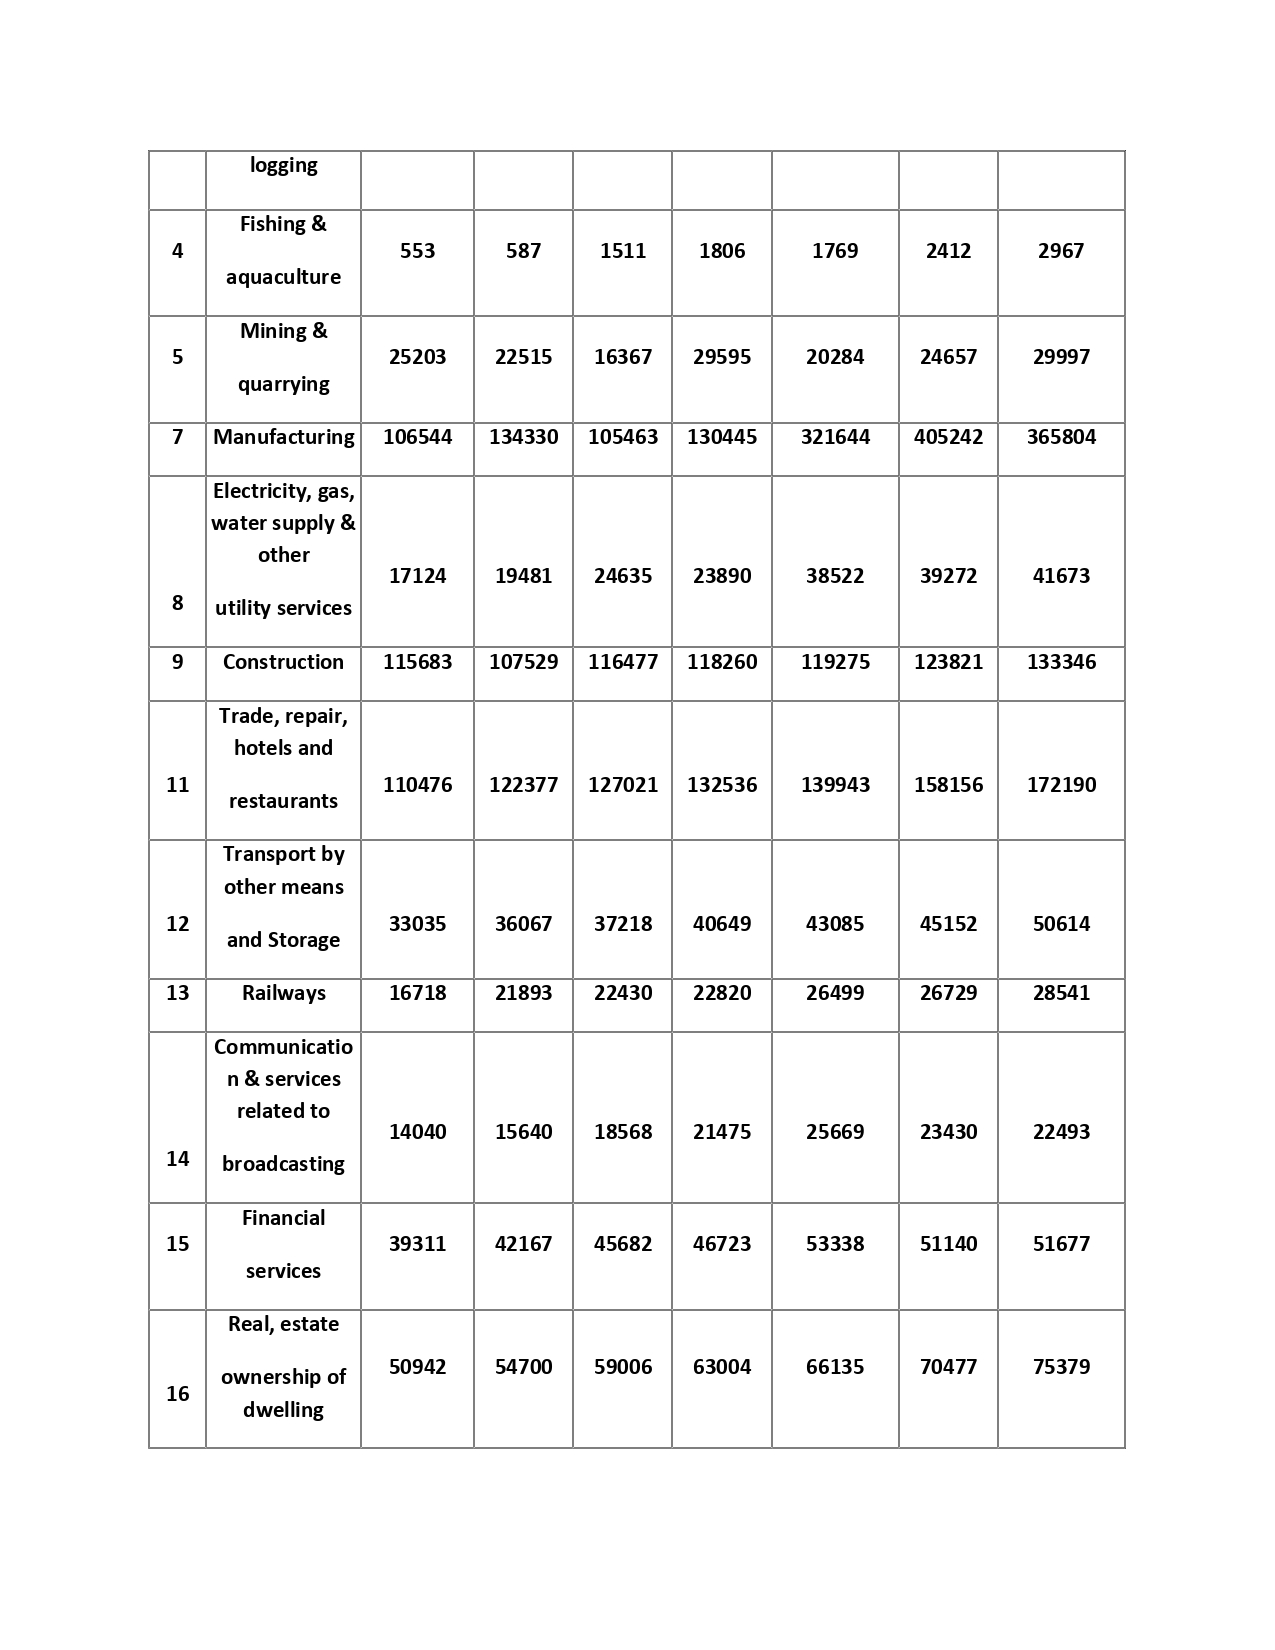 logging
Fishing &
4 553 587 1511 1806 1769 2412 2967
aquaculture
Mining &
5 25203 22515 16367 29595 20284 24657 29997
quarrying
7 Manufacturing 106544 134330 105463 130445 321644 405242 365804
Electricity, gas,
water supply &
other
17124 19481 24635 23890 38522 39272 41673
8 utility services
9 Construction 115683 107529 116477 118260 119275 123821 133346
Trade, repair,
hotels and
11 110476 122377 127021 132536 139943 158156 172190
restaurants
Transport by
other means
12 33035 36067 37218 40649 43085 45152 50614
and Storage
13 Railways 16718 21893 22430 22820 26499 26729 28541
Communicatio
n & services
related to
14040 15640 18568 21475 25669 23430 22493
14 broadcasting
Financial
15 39311 42167 45682 46723 53338 51140 51677
services
Real, estate
50942 54700 59006 63004 66135 70477 75379
ownership of
16 dwelling